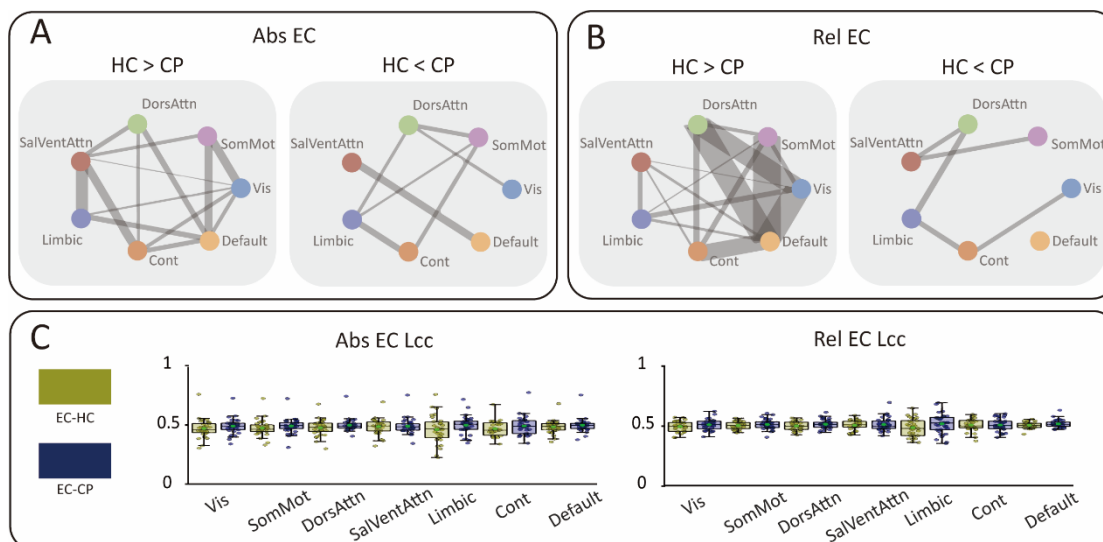 A
Abs EC
HC > CP
HC < CP
DorsAttn
SalVentAttn
SomMot
Vis
Limbic
Default
Cont
DorsAttn
SomMot
SalVentAttn
Vis
Limbic
Default
Cont
B
Rel EC
HC > CP
HC < CP
DorsAttn
SalVentAttn
SomMot
Vis
Limbic
Default
Cont
DorsAttn
SalVentAttn
SomMot
Vis
Limbic
Default
Cont
C
EC-HC
EC-CP
Abs EC Lcc
1
0.5
0
Vis
SomMot
DorsAttn
SalVentAttn
Limbic
Cont
Default
Rel EC Lcc
1
0.5
0
Vis
SomMot
DorsAttn
SalVentAttn
Limbic
Cont
Default